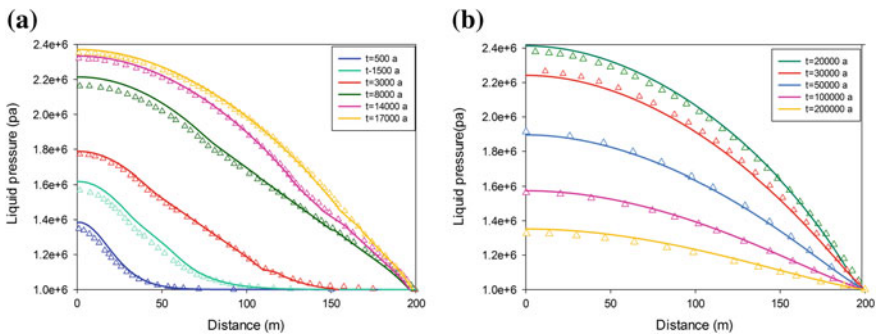 (a)
Liquid pressure (pa)
2.4e+6
2.2e+6
2.0e+6
1.8e+6
1.6e+6
1.4e+6
1.2e+6
1.0e+6
0
50
100
150
200
Distance (m)
t=500 a
t-1500 a
t=3000 a
t=8000 a
t=14000 a
t=17000 a
(b)
Liquid pressure(pa)
2.4e+6
2.2e+6
2.0e+6
1.8e+6
1.6e+6
1.4e+6
1.2e+6
1.0e+6
0
50
100
150
200
Distance (m)
t=20000 a
t=30000 a
t=50000 a
t=100000 a
t=200000 a